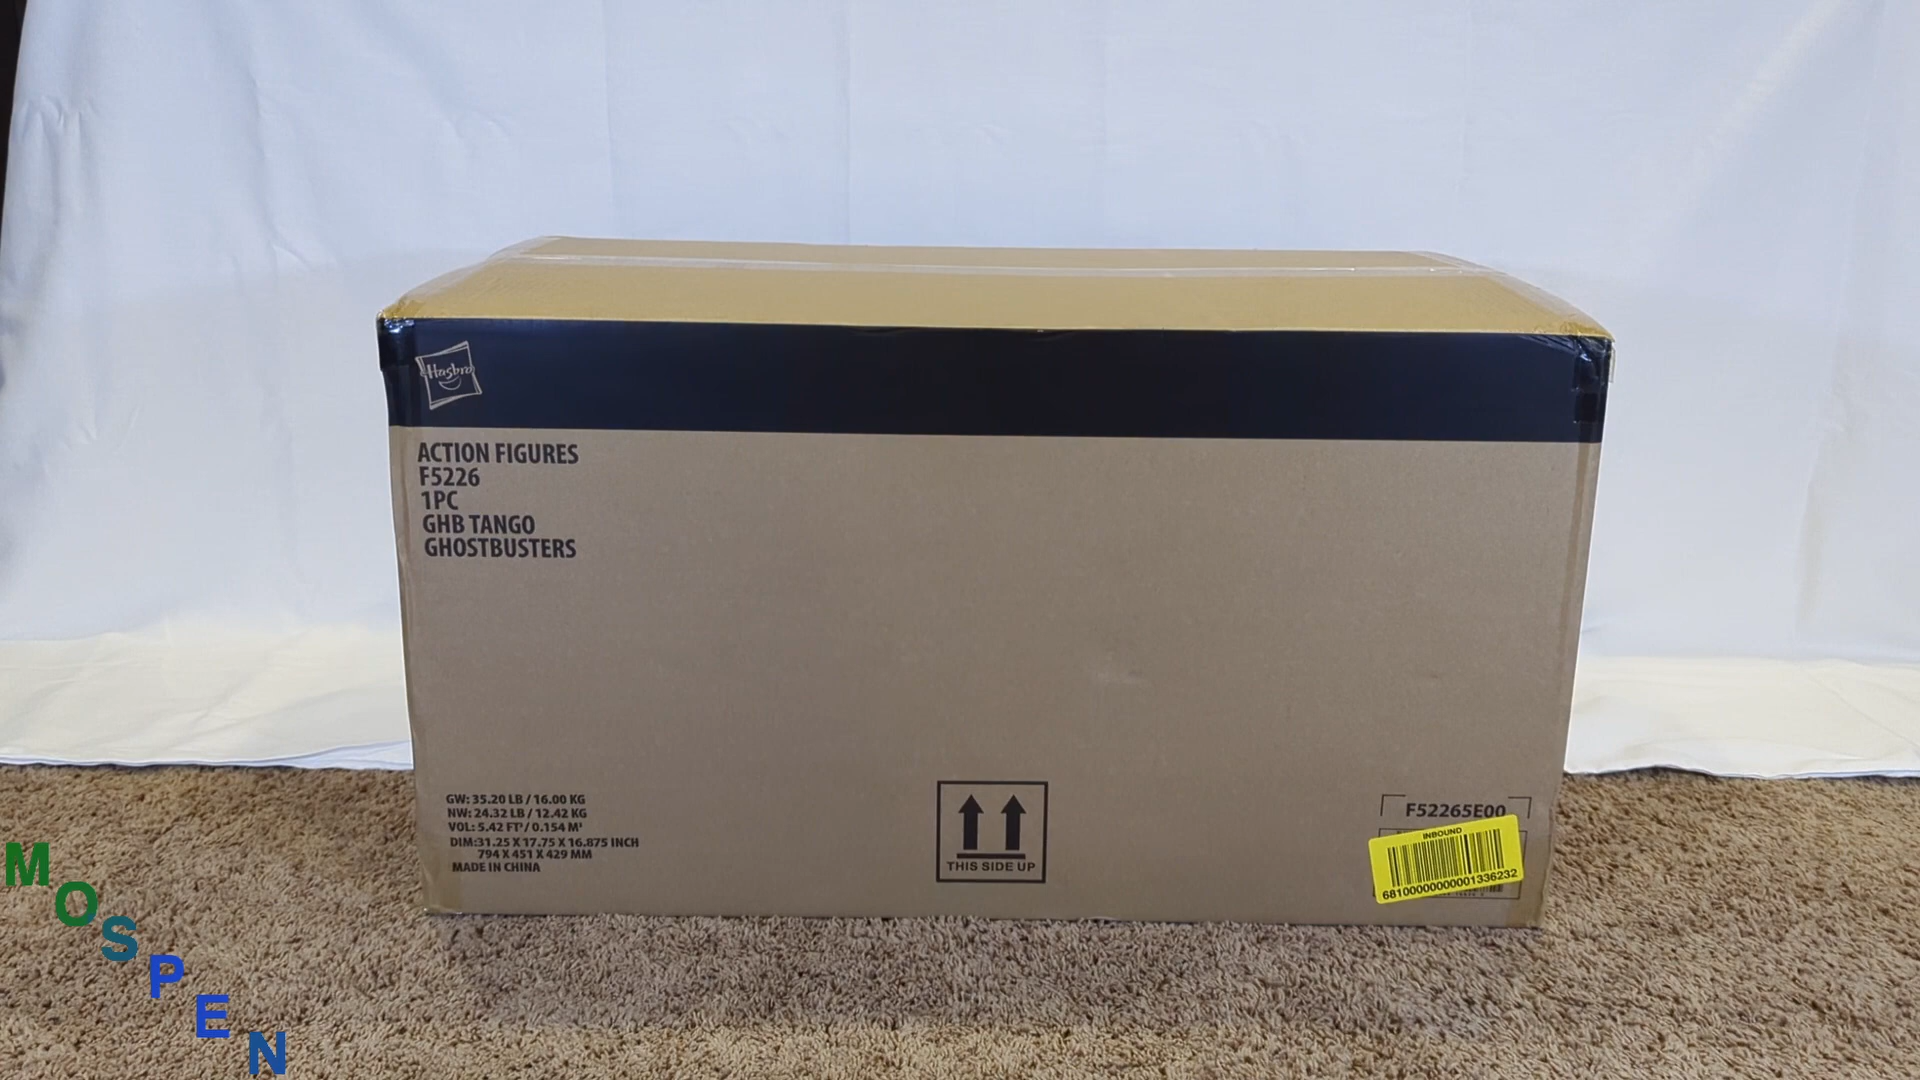 Hasbro
ACTION FIGURES
F5226
1PC
GHB TANGO
GHOSTBUSTERS
GW: 35.20 LB / 16.00 KG
NW: 24.32 LB / 12.42 KG
VOL: 5.42 FT³ / 0.154 M³
DIM:31.25 X 17.75 X 16.875 INCH
794 X 451 X 429 MM
MADE IN CHINA
THIS SIDE UP
F52265E00
INBOUND
68100000000001336232
MOSPEN